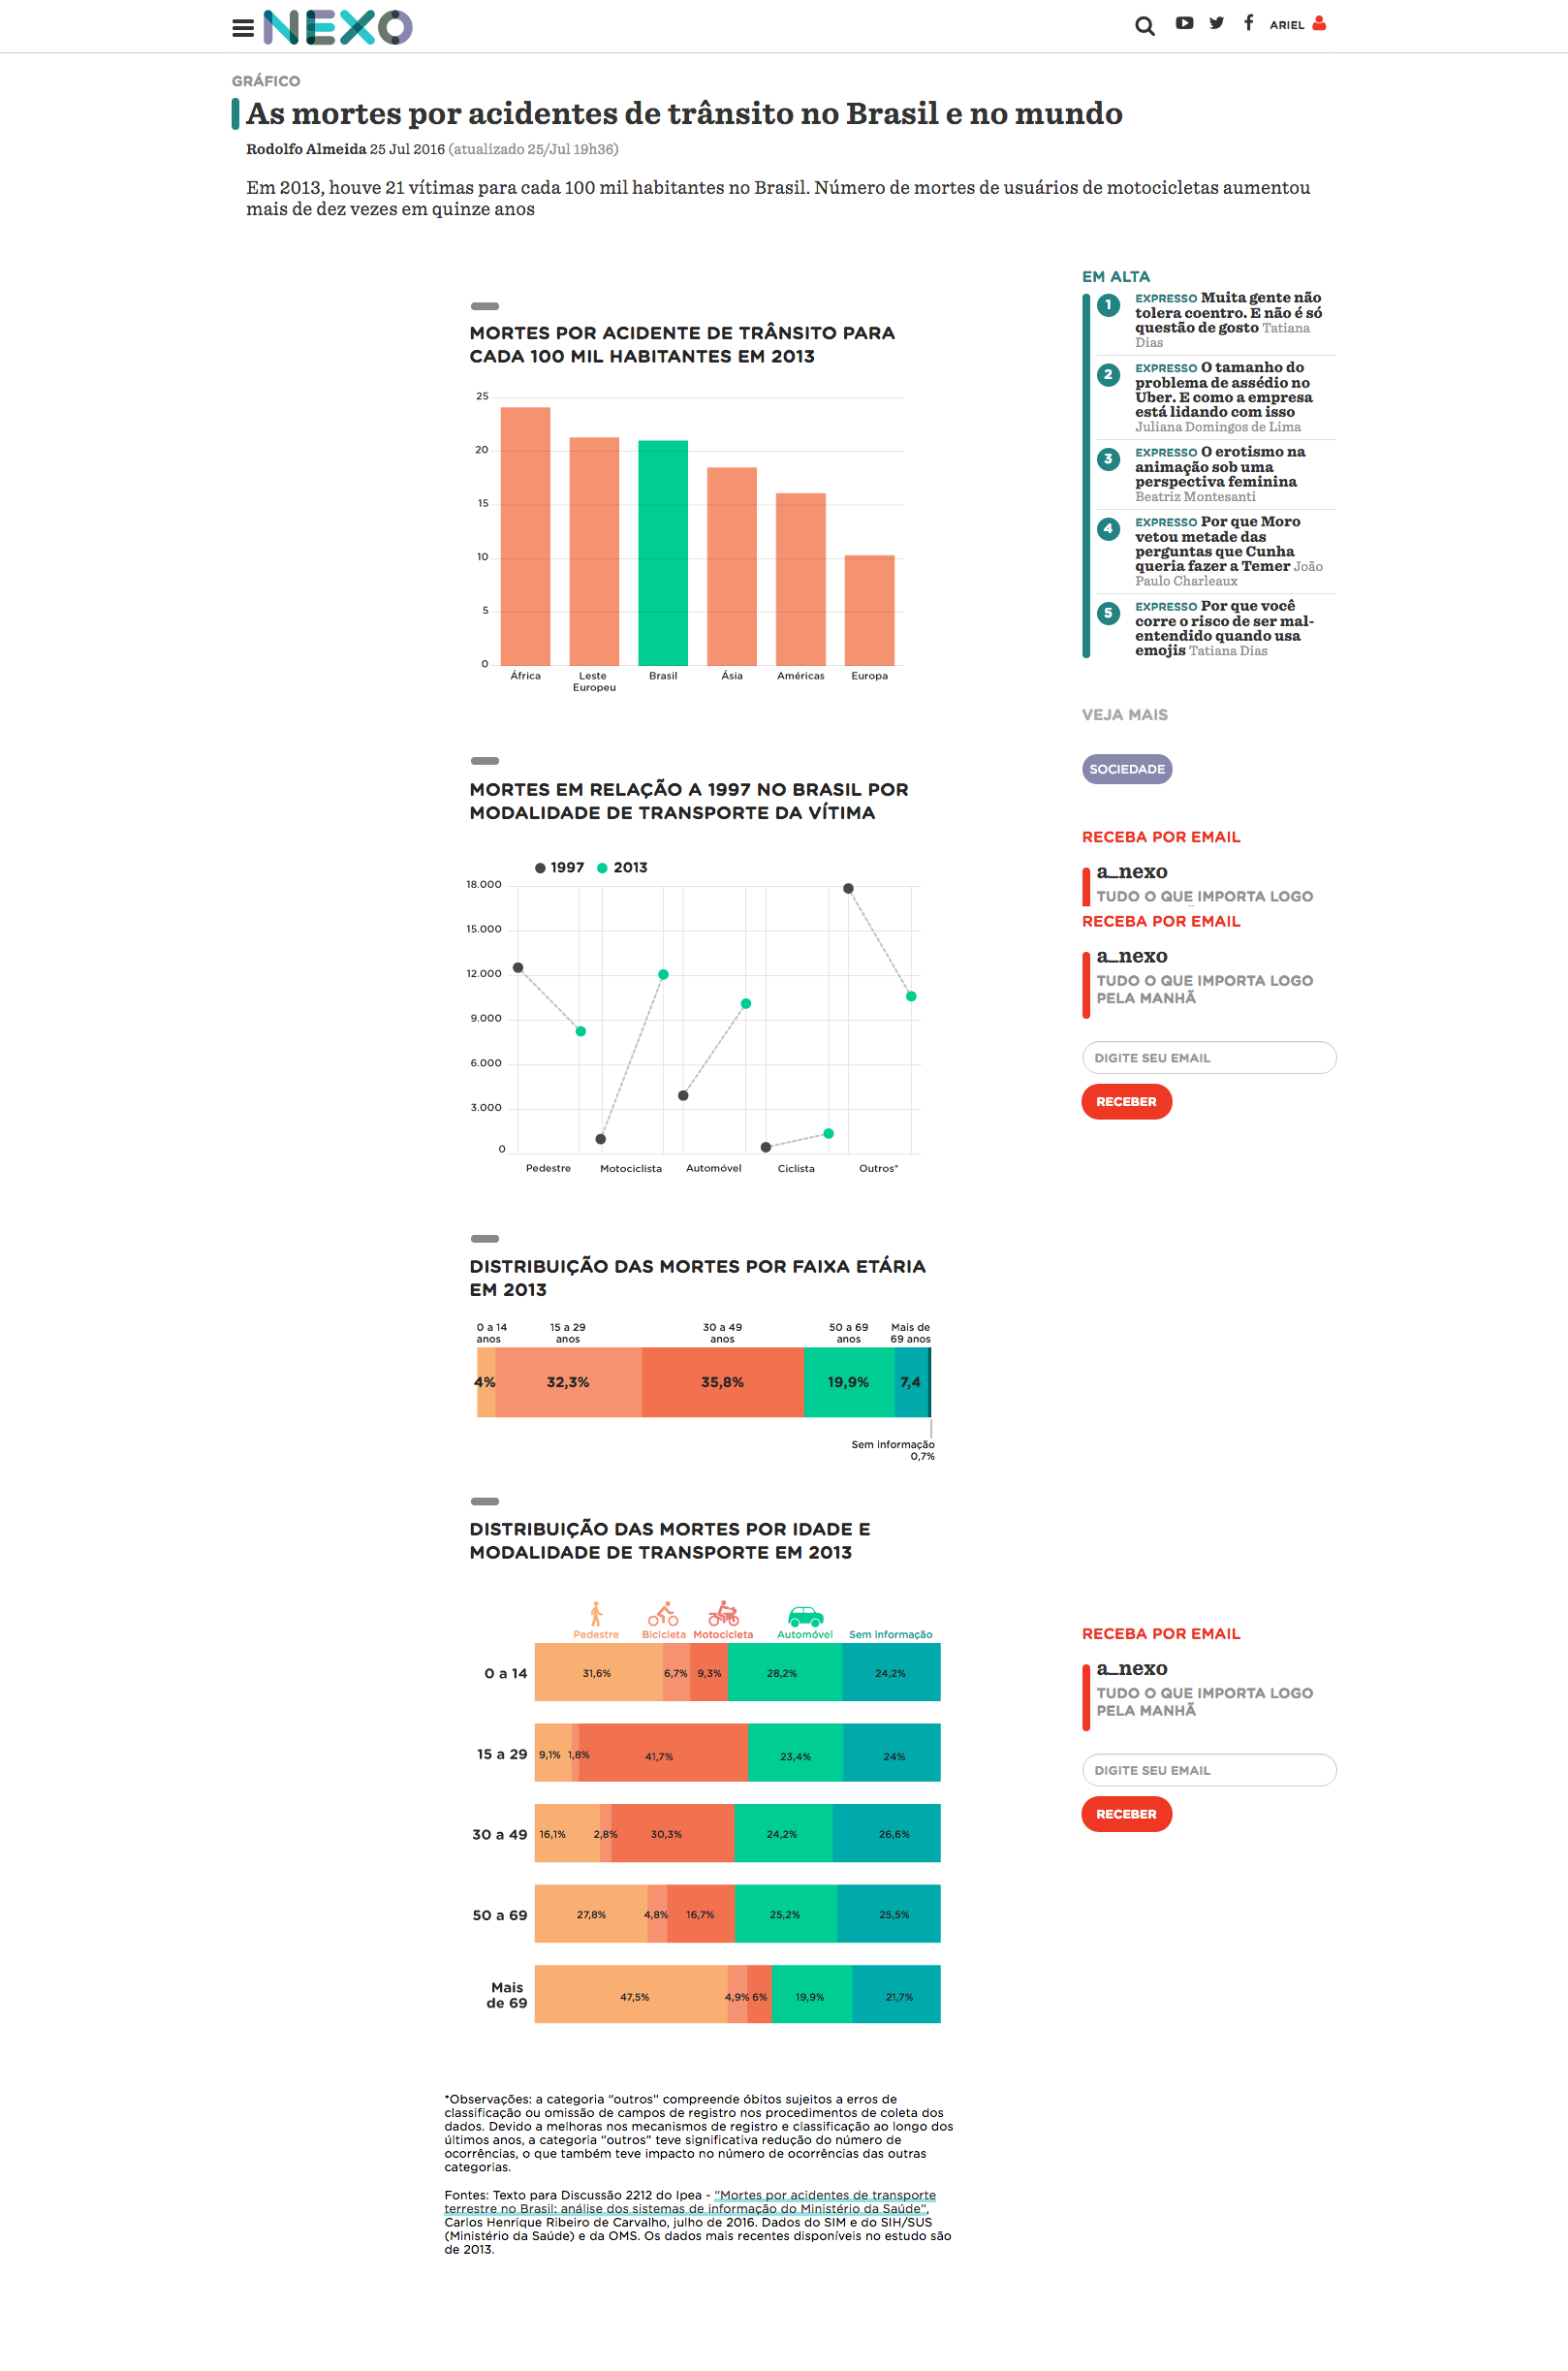 NEXO
ARIEL
GRÁFICO
As mortes por acidentes de trânsito no Brasil e no mundo
Rodolfo Almeida 25 Jul 2016 (atualizado 25/Jul 19h36)
Em 2013, houve 21 vítimas para cada 100 mil habitantes no Brasil. Número de mortes de usuários de motocicletas aumentou
mais de dez vezes em quinze anos
MORTES POR ACIDENTE DE TRÂNSITO PARA
CADA 100 MIL HABITANTES EM 2013
25
20
15
10
5
0
África
Leste
Europeu
Brasil
Ásia
Américas
Europa
MORTES EM RELAÇÃO A 1997 NO BRASIL POR
MODALIDADE DE TRANSPORTE DA VÍTIMA
1997 2013
18.000
15.000
12.000
9.000
6.000
3.000
0
Pedestre Motociclista Automóvel Ciclista Outros*
DISTRIBUIÇÃO DAS MORTES POR FAIXA ETÁRIA
EM 2013
0 a 14
anos
15 a 29
anos
30 a 49
anos
50 a 69
anos
Mais de
69 anos
4% 32,3% 35,8% 19,9% 7,4
Sem informação
0,7%
DISTRIBUIÇÃO DAS MORTES POR IDADE E
MODALIDADE DE TRANSPORTE EM 2013
Pedestre Bicicleta Motocicleta Automóvel Sem informação
0 a 14 31,6% 6,7% 9,3% 28,2% 24,2%
15 a 29 9,1% 1,8% 41,7% 23,4% 24%
30 a 49 16,1% 2,8% 30,3% 24,2% 26,6%
50 a 69 27,8% 4,8% 16,7% 25,2% 25,5%
Mais
de 69 47,5% 4,9% 6% 19,9% 21,7%
*Observações: a categoria “outros” compreende óbitos sujeitos a erros de
classificação ou omissão de campos de registro nos procedimentos de coleta dos
dados. Devido a melhoras nos mecanismos de registro e classificação ao longo dos
últimos anos, a categoria “outros” teve significativa redução do número de
ocorrências, o que também teve impacto no número de ocorrências das outras
categorias.
Fontes: Texto para Discussão 2212 do Ipea - “Mortes por acidentes de transporte
terrestre no Brasil: análise dos sistemas de informação do Ministério da Saúde”,
Carlos Henrique Ribeiro de Carvalho, julho de 2016. Dados do SIM e do SIH/SUS
(Ministério da Saúde) e da OMS. Os dados mais recentes disponíveis no estudo são
de 2013.
EM ALTA
1
EXPRESSO Muita gente não
tolera coentro. E não é só
questão de gosto Tatiana
Dias
2
EXPRESSO O tamanho do
problema de assédio no
Uber. E como a empresa
está lidando com isso
Juliana Domingos de Lima
3
EXPRESSO O erotismo na
animação sob uma
perspectiva feminina
Beatriz Montesanti
4
EXPRESSO Por que Moro
vetou metade das
perguntas que Cunha
queria fazer a Temer João
Paulo Charleaux
5
EXPRESSO Por que você
corre o risco de ser mal-
entendido quando usa
emojis Tatiana Dias
VEJA MAIS
SOCIEDADE
RECEBA POR EMAIL
a_nexo
TUDO O QUE IMPORTA LOGO
RECEBA POR EMAIL
a_nexo
TUDO O QUE IMPORTA LOGO
PELA MANHÃ
DIGITE SEU EMAIL
RECEBER
RECEBA POR EMAIL
a_nexo
TUDO O QUE IMPORTA LOGO
PELA MANHÃ
DIGITE SEU EMAIL
RECEBER